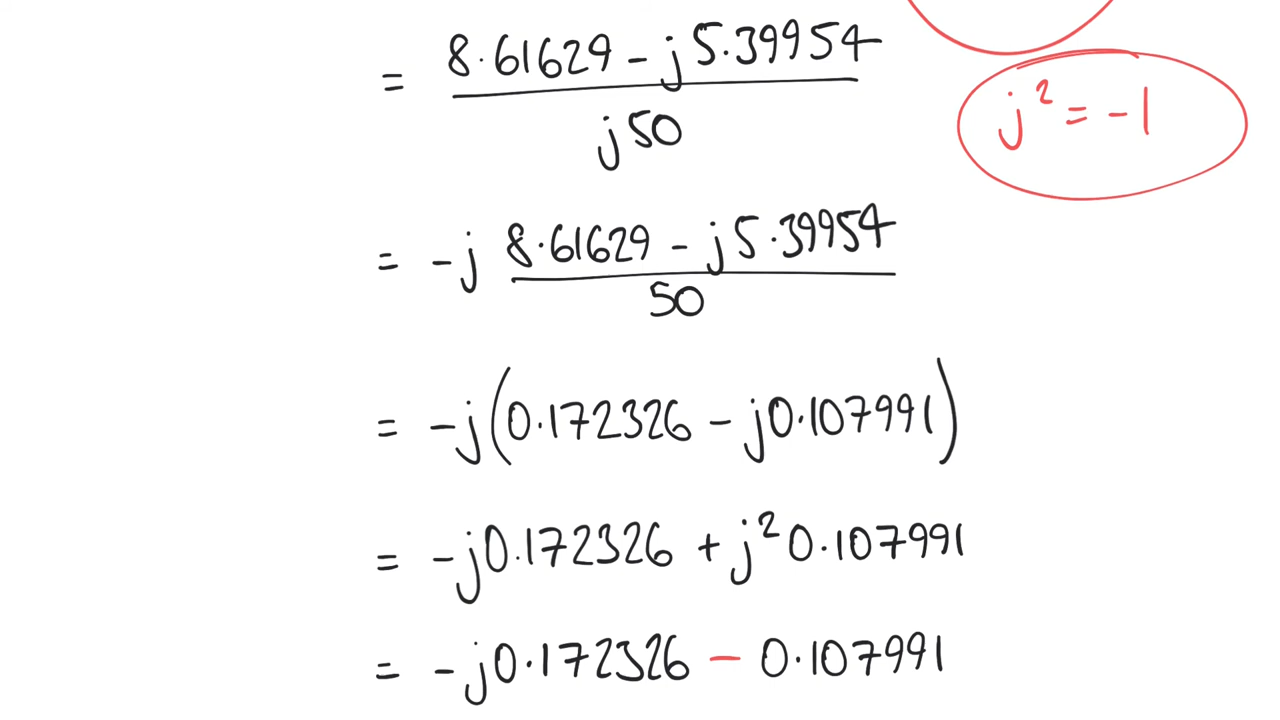 = 8.61629 - j5.39954
j50
j² = -1
= -j 8.61629 - j5.39954
50
= -j(0.172326 - j0.107991)
= -j0.172326 + j²0.107991
= -j0.172326 - 0.107991